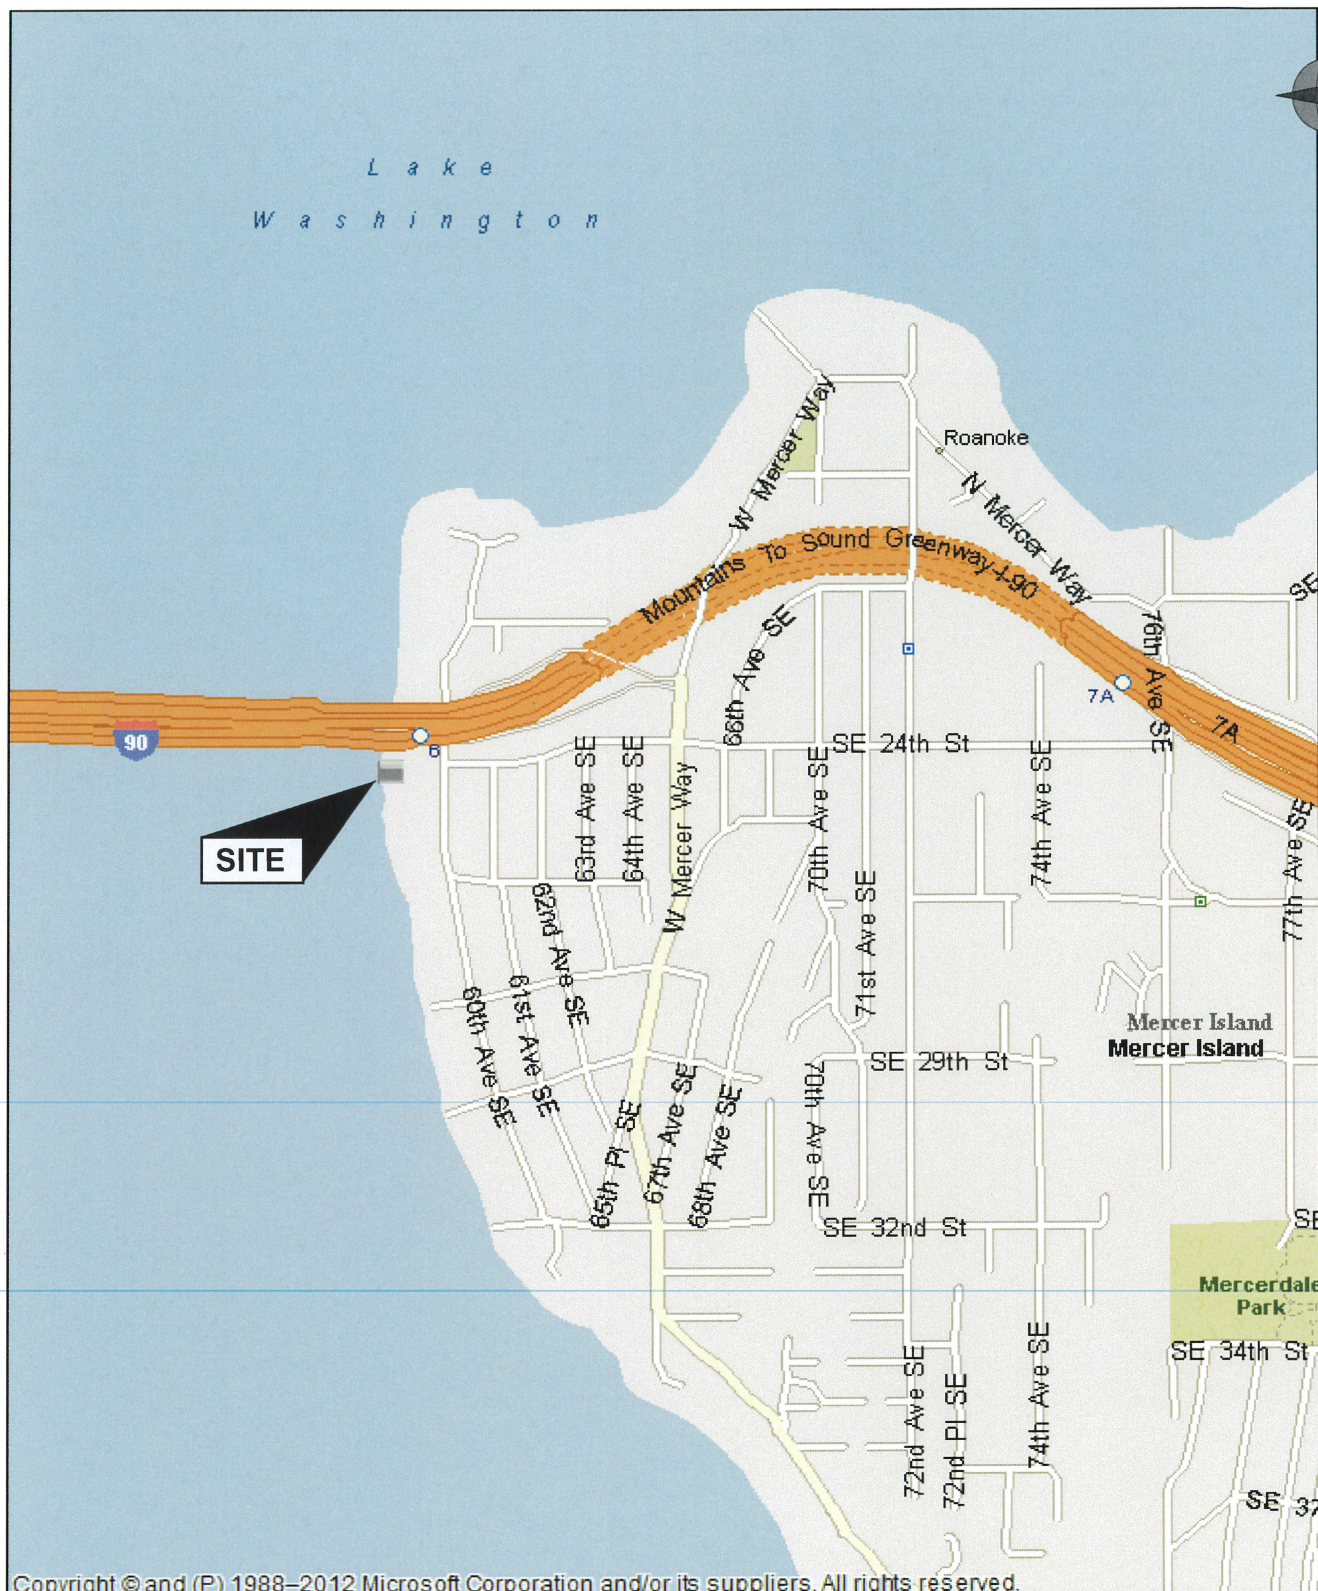 Lake
Washington
W Mercer Way
Roanoke
N Mercer Way
Mountains To Sound Greenway-I-90
SE
66th Ave SE
76th Ave SE
7A
7A
90
6
SE 24th St
SITE
63rd Ave SE
64th Ave SE
W Mercer Way
70th Ave SE
74th Ave SE
77th Ave SE
62nd Ave SE
71st Ave SE
60th Ave SE
61st Ave SE
Mercer Island
Mercer Island
SE 29th St
65th Pl SE
67th Ave SE
68th Ave SE
70th Ave SE
SE 32nd St
SE
Mercerdale
Park
SE 34th St
72nd Ave SE
72nd Pl SE
74th Ave SE
SE 37
Copyright © and (P) 1988–2012 Microsoft Corporation and/or its suppliers. All rights reserved.